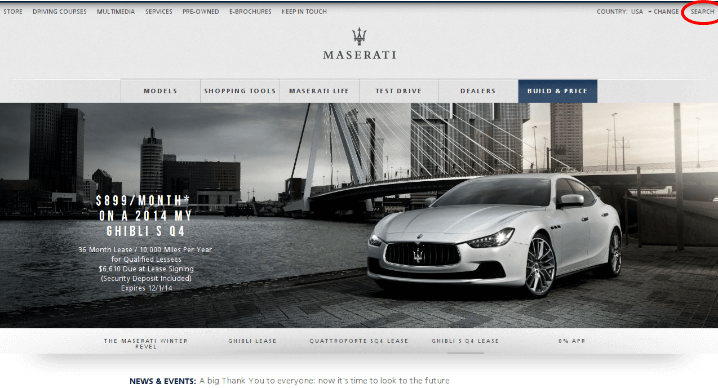 STORE DRIVING COURSES MULTIMEDIA SERVICES PRE-OWNED E-BROCHURES KEEP IN TOUCH COUNTRY: USA CHANGE SEARCH
MASERATI
MODELS SHOPPING TOOLS MASERATI LIFE TEST DRIVE DEALERS BUILD & PRICE
$899/MONTH*
ON A 2014 MY
GHIBLI S Q4
36 Month Lease / 10,000 Miles Per Year
for Qualified Lessees
$6,610 Due at Lease Signing
(Security Deposit Included)
Expires 12/1/14
THE MASERATI WINTER
REVEL
GHIBLI LEASE QUATTROPORTE SQ4 LEASE GHIBLI S Q4 LEASE 0% APR
NEWS & EVENTS: A big Thank You to everyone: now it's time to look to the future